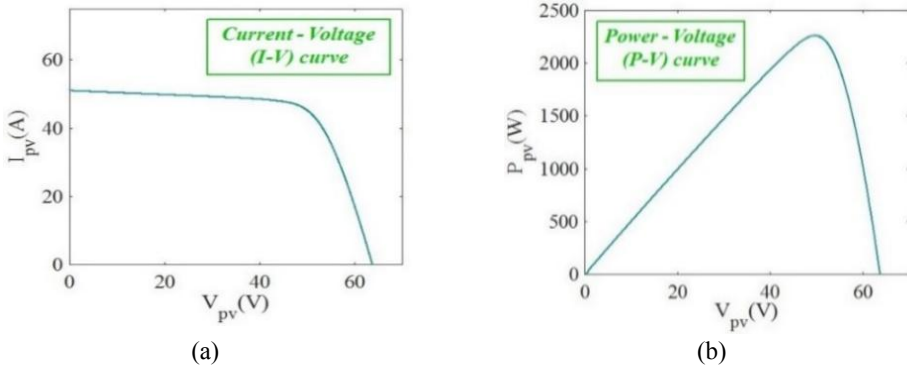 Current - Voltage
(I-V) curve
I_pv(A)
60
40
20
0
0 20 40 60
V_pv(V)
(a)
Power - Voltage
(P-V) curve
P_pv(W)
2500
2000
1500
1000
500
0
0 20 40 60
V_pv(V)
(b)